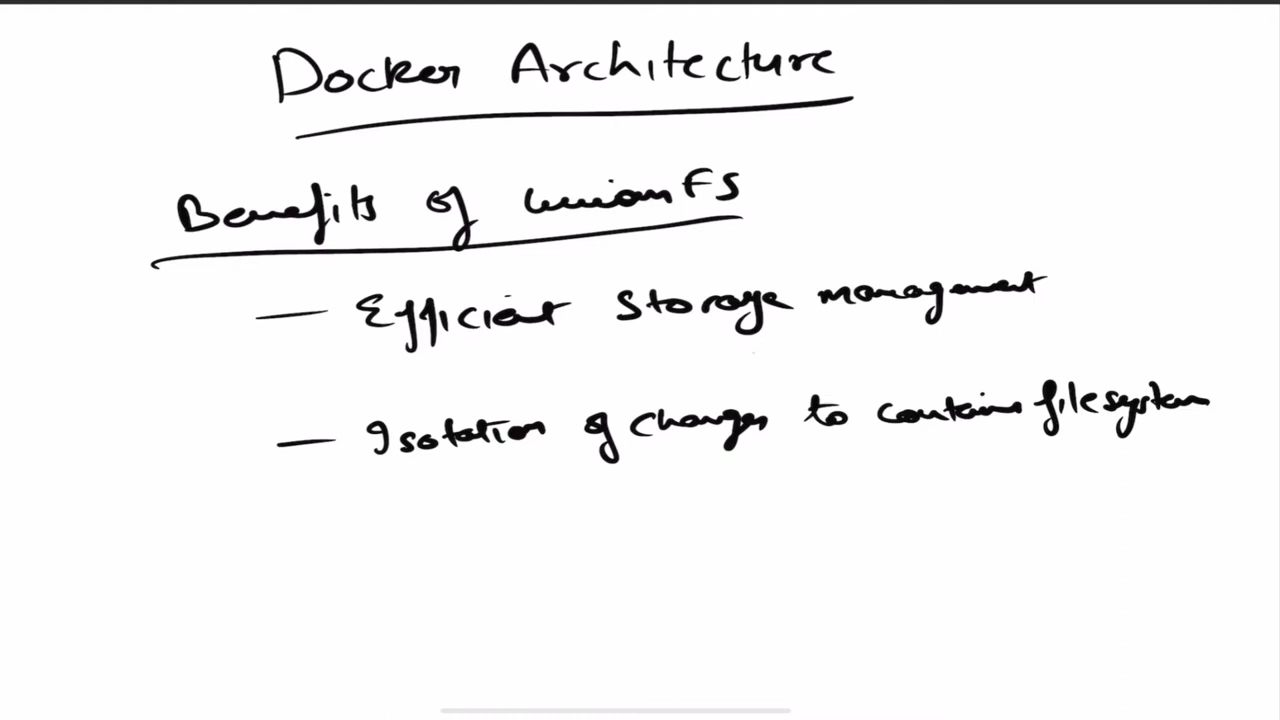 Docker Architecture
Benefits of unionFS
— Efficient storage management
— Isolation of changes to container filesystem